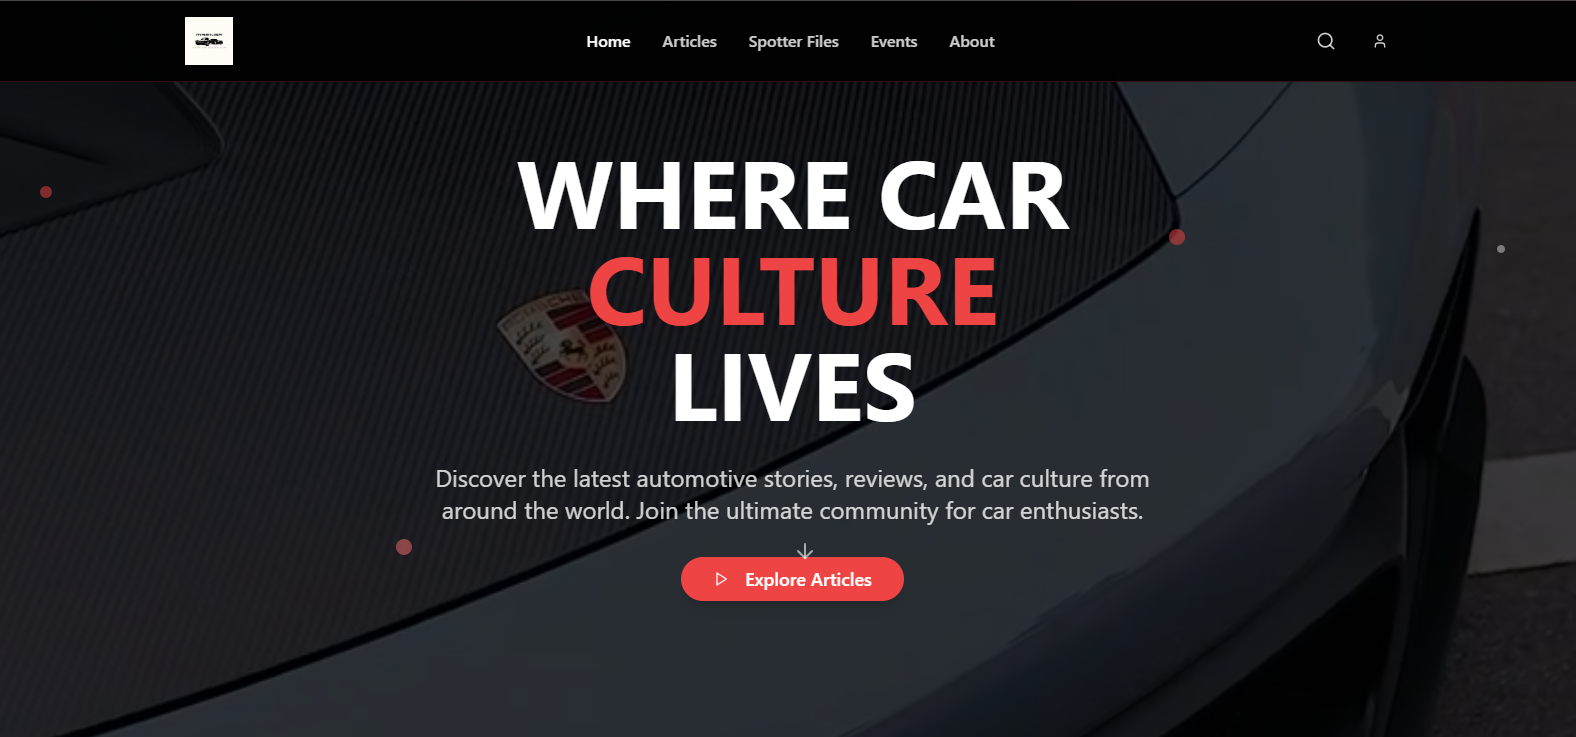 Home
Articles
Spotter Files
Events
About
WHERE CAR
CULTURE
LIVES
PORSCHE
Discover the latest automotive stories, reviews, and car culture from
around the world. Join the ultimate community for car enthusiasts.
Explore Articles